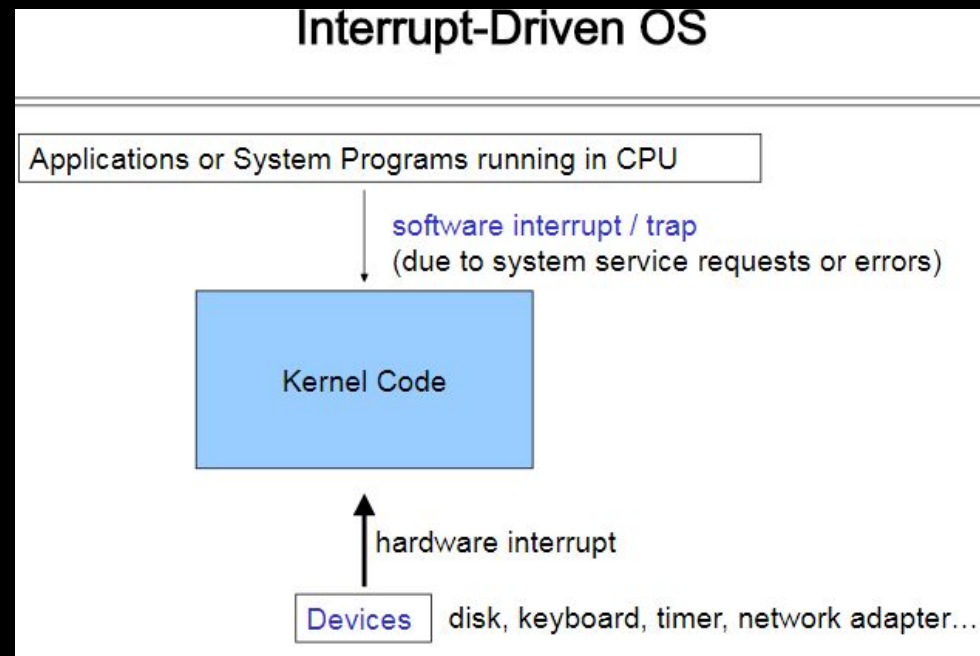 Interrupt-Driven OS
Applications or System Programs running in CPU
software interrupt / trap
(due to system service requests or errors)
Kernel Code
hardware interrupt
Devices disk, keyboard, timer, network adapter…